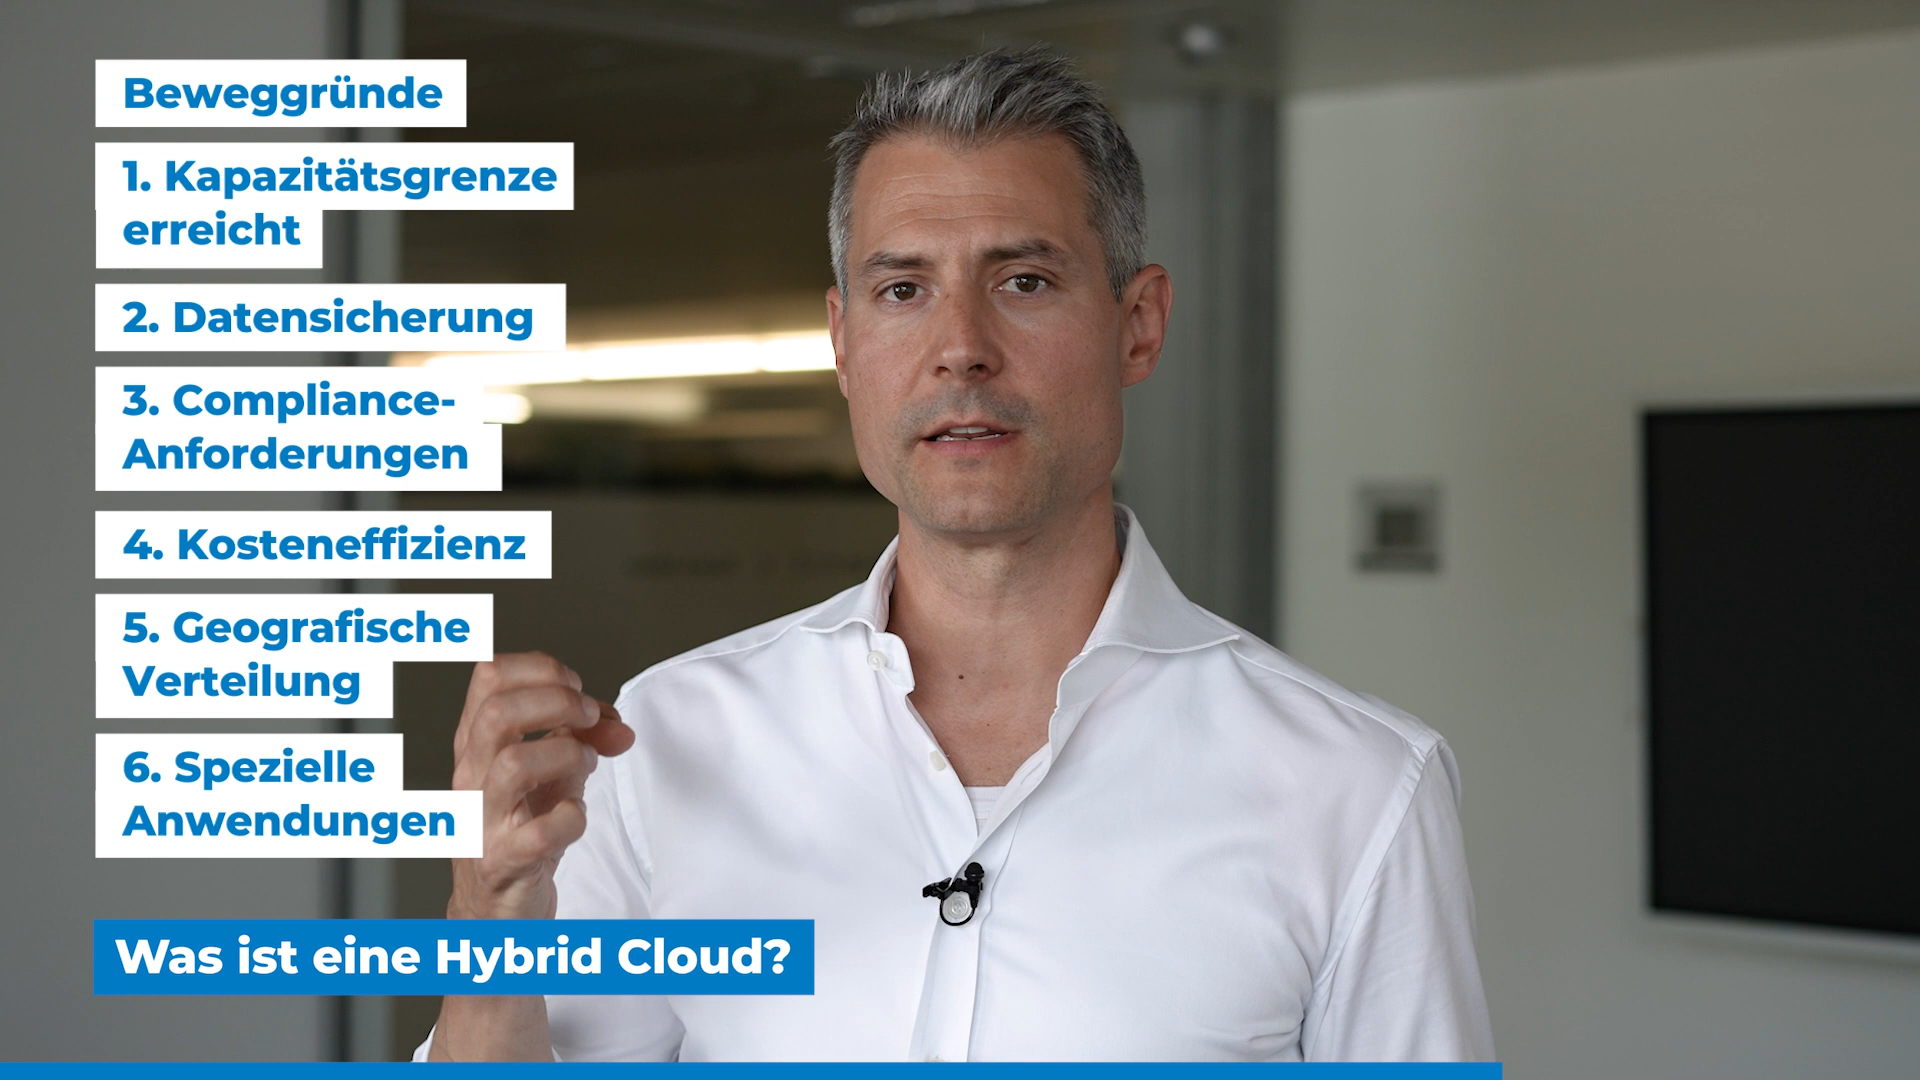 Beweggründe
1. Kapazitätsgrenze
erreicht
2. Datensicherung
3. Compliance-
Anforderungen
4. Kosteneffizienz
5. Geografische
Verteilung
6. Spezielle
Anwendungen
Was ist eine Hybrid Cloud?